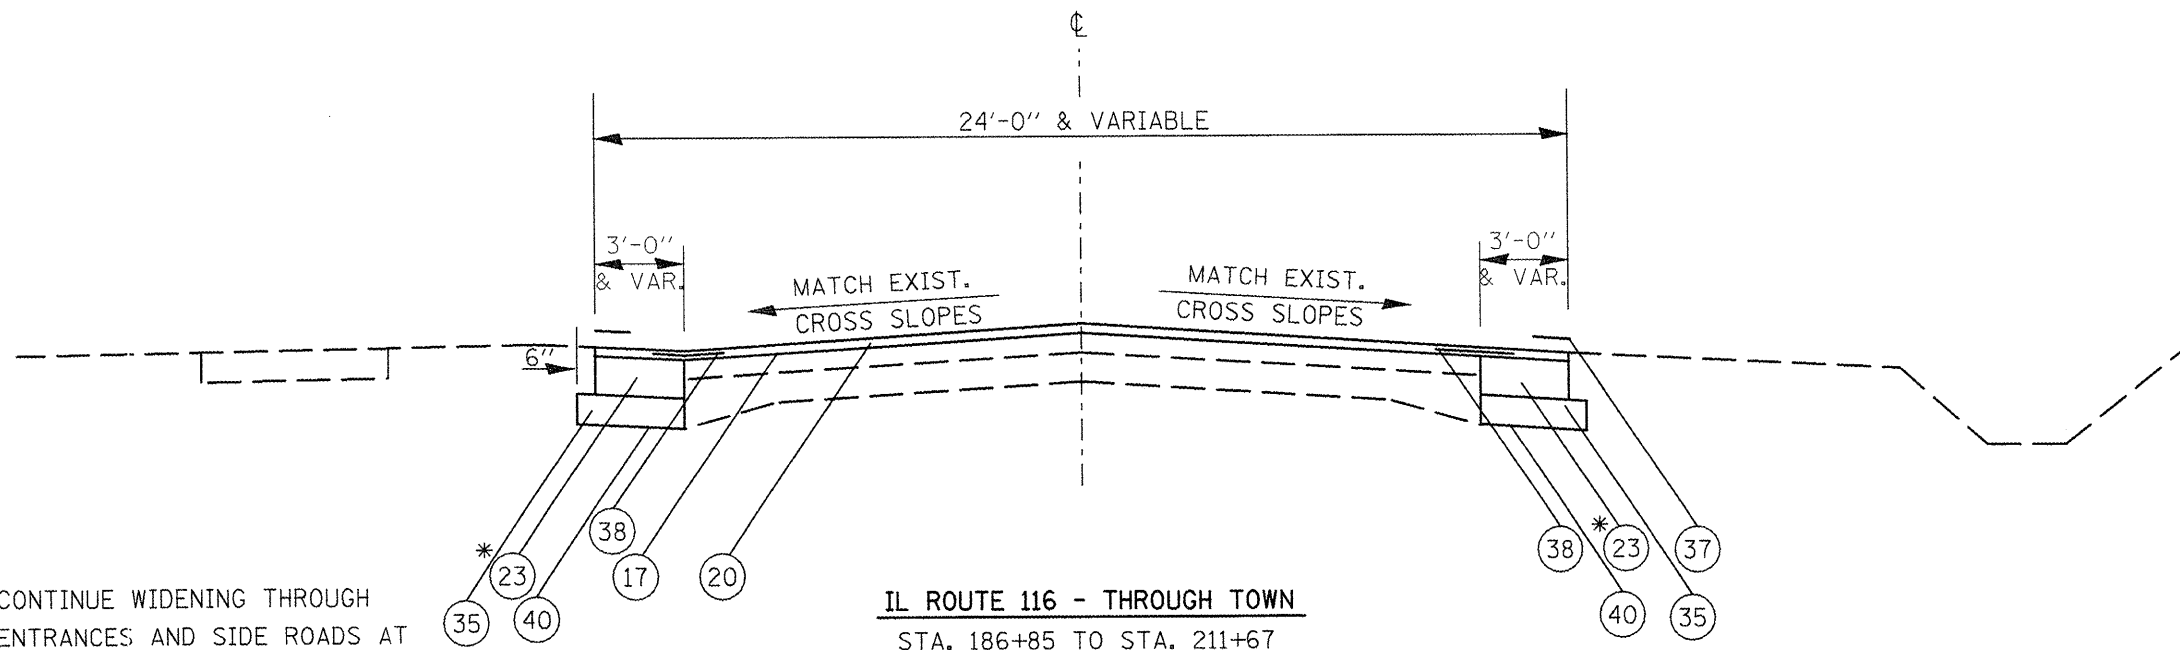 ℄
24'-0" & VARIABLE
3'-0"
& VAR.
3'-0"
& VAR.
MATCH EXIST.
CROSS SLOPES
MATCH EXIST.
CROSS SLOPES
6"
38
*
23
17
20
35
40
38
*
23
37
40
35
CONTINUE WIDENING THROUGH
ENTRANCES AND SIDE ROADS AT
IL ROUTE 116 - THROUGH TOWN
STA. 186+85 TO STA. 211+67